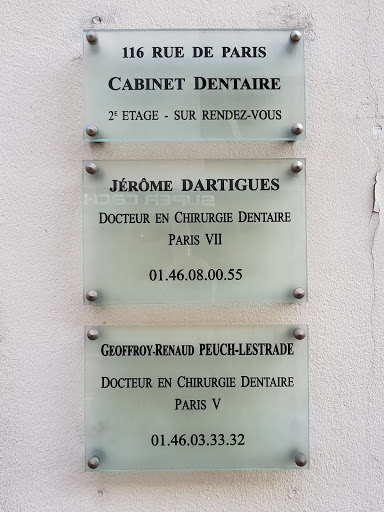 116 RUE DE PARIS
CABINET DENTAIRE
2E ETAGE - SUR RENDEZ-VOUS
JÉRÔME DARTIGUES
DOCTEUR EN CHIRURGIE DENTAIRE
PARIS VII
01.46.08.00.55
GEOFFROY-RENAUD PEUCH-LESTRADE
DOCTEUR EN CHIRURGIE DENTAIRE
PARIS V
01.46.03.33.32